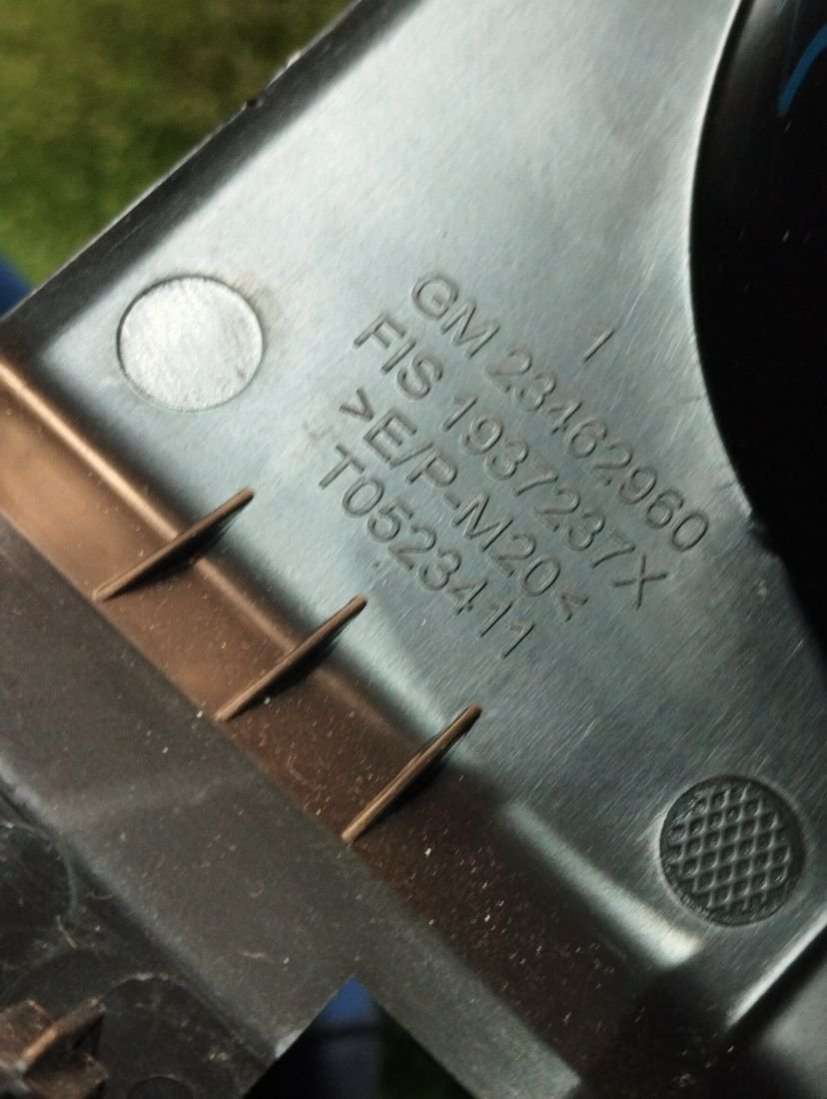 GM 23462960
FIS 1937237X
>E/P-M20<
T0523411